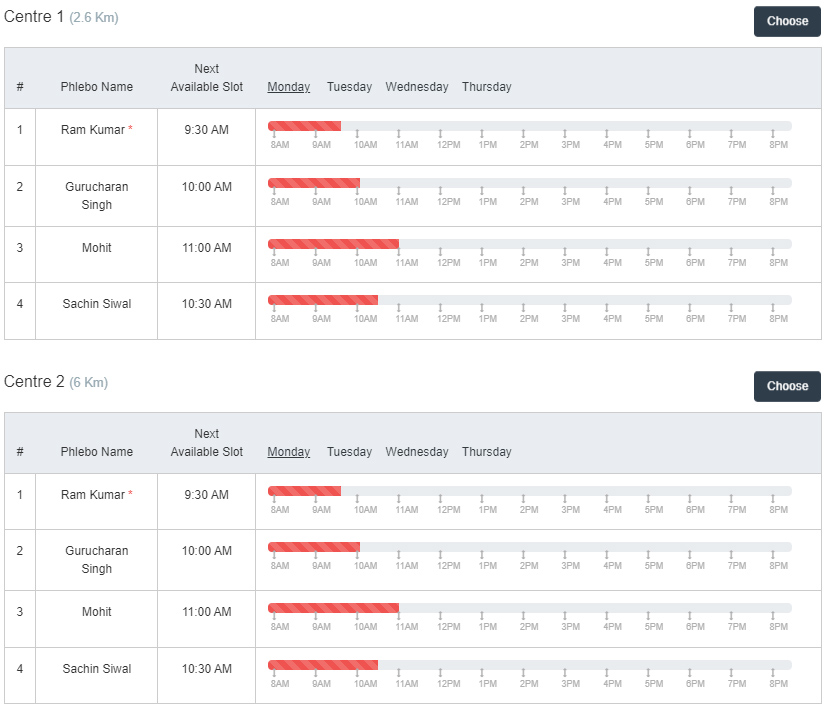 Centre 1 (2.6 Km)
Choose
# Phlebo Name Next
Available Slot Monday Tuesday Wednesday Thursday
1 Ram Kumar * 9:30 AM
8AM 9AM 10AM 11AM 12PM 1PM 2PM 3PM 4PM 5PM 6PM 7PM 8PM
2 Gurucharan
Singh 10:00 AM
8AM 9AM 10AM 11AM 12PM 1PM 2PM 3PM 4PM 5PM 6PM 7PM 8PM
3 Mohit 11:00 AM
8AM 9AM 10AM 11AM 12PM 1PM 2PM 3PM 4PM 5PM 6PM 7PM 8PM
4 Sachin Siwal 10:30 AM
8AM 9AM 10AM 11AM 12PM 1PM 2PM 3PM 4PM 5PM 6PM 7PM 8PM
Centre 2 (6 Km)
Choose
# Phlebo Name Next
Available Slot Monday Tuesday Wednesday Thursday
1 Ram Kumar * 9:30 AM
8AM 9AM 10AM 11AM 12PM 1PM 2PM 3PM 4PM 5PM 6PM 7PM 8PM
2 Gurucharan
Singh 10:00 AM
8AM 9AM 10AM 11AM 12PM 1PM 2PM 3PM 4PM 5PM 6PM 7PM 8PM
3 Mohit 11:00 AM
8AM 9AM 10AM 11AM 12PM 1PM 2PM 3PM 4PM 5PM 6PM 7PM 8PM
4 Sachin Siwal 10:30 AM
8AM 9AM 10AM 11AM 12PM 1PM 2PM 3PM 4PM 5PM 6PM 7PM 8PM